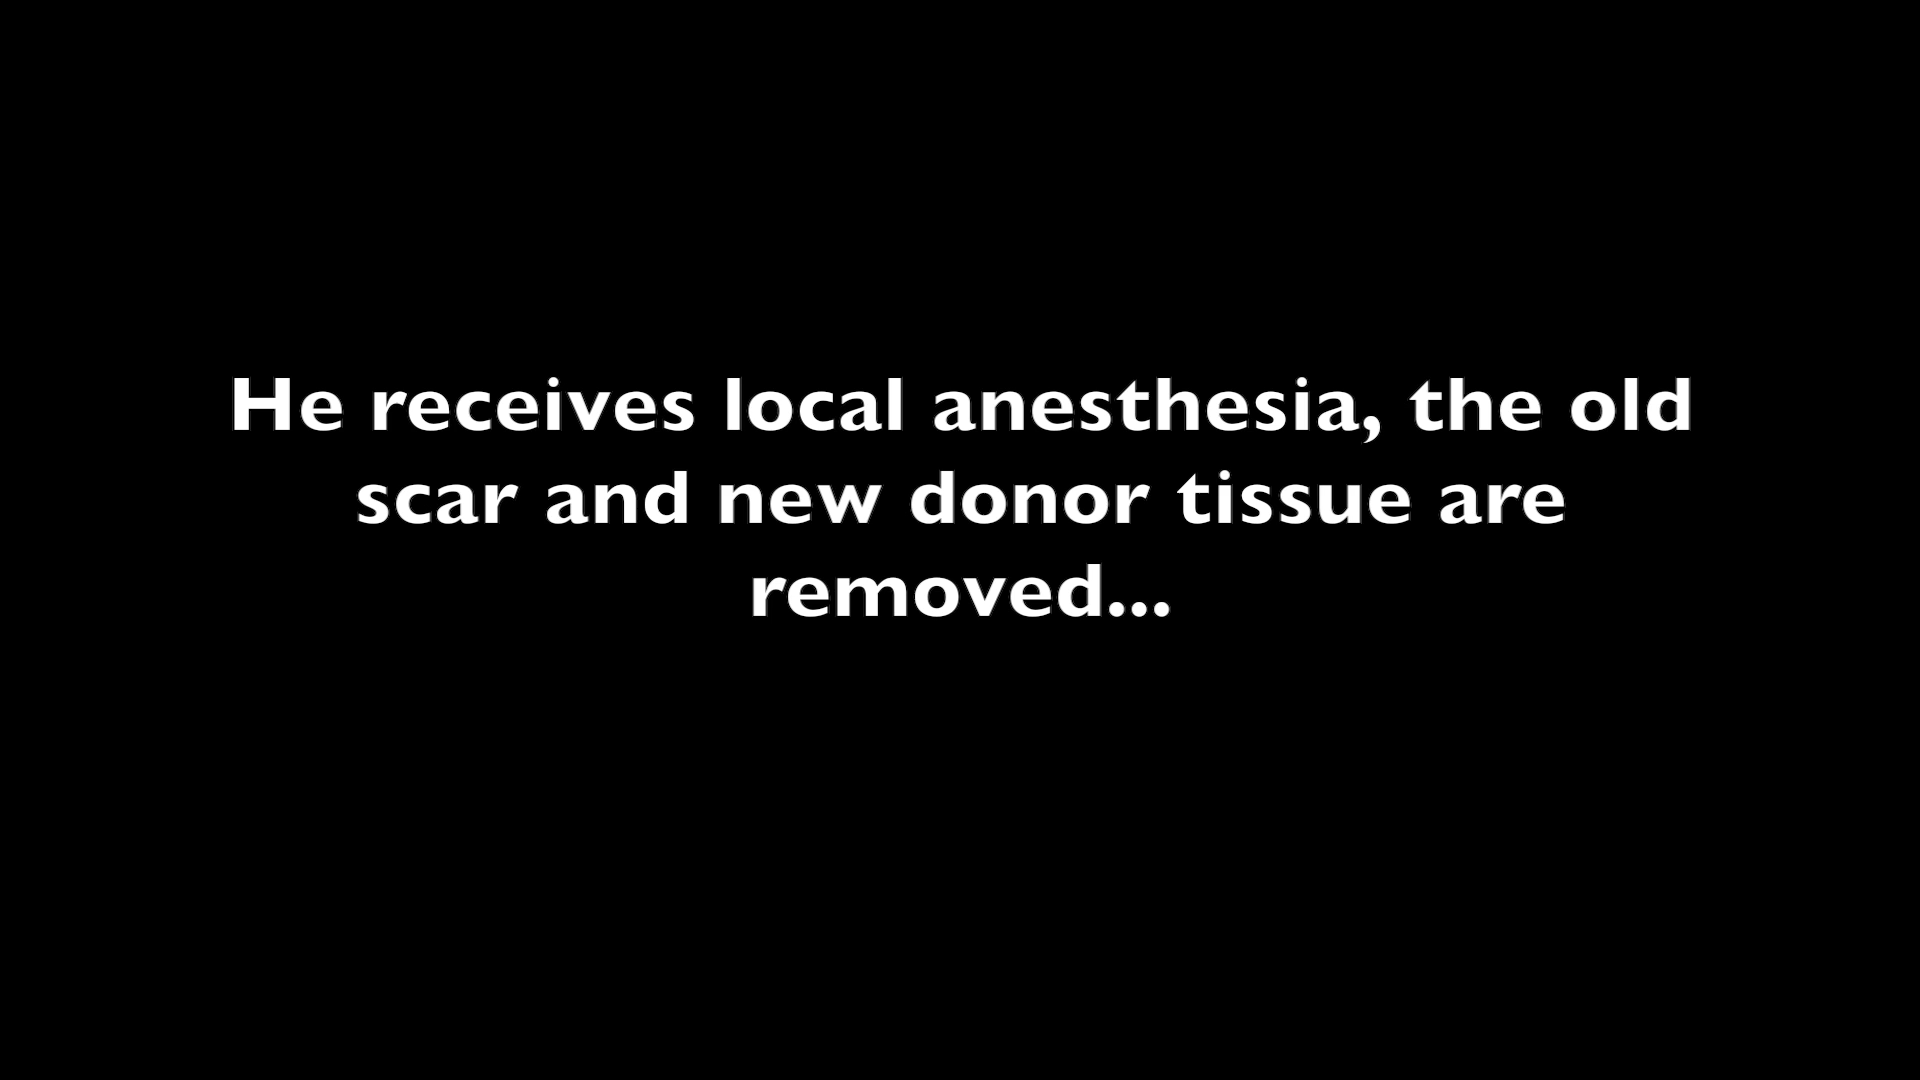 He receives local anesthesia, the old
scar and new donor tissue are
removed...